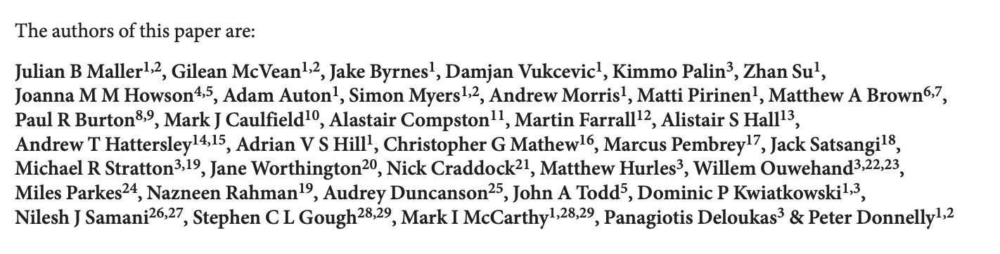 The authors of this paper are:
Julian B Maller1,2, Gilean McVean1,2, Jake Byrnes1, Damjan Vukcevic1, Kimmo Palin3, Zhan Su1,
Joanna M M Howson4,5, Adam Auton1, Simon Myers1,2, Andrew Morris1, Matti Pirinen1, Matthew A Brown6,7,
Paul R Burton8,9, Mark J Caulfield10, Alastair Compston11, Martin Farrall12, Alistair S Hall13,
Andrew T Hattersley14,15, Adrian V S Hill1, Christopher G Mathew16, Marcus Pembrey17, Jack Satsangi18,
Michael R Stratton3,19, Jane Worthington20, Nick Craddock21, Matthew Hurles3, Willem Ouwehand3,22,23,
Miles Parkes24, Nazneen Rahman19, Audrey Duncanson25, John A Todd5, Dominic P Kwiatkowski1,3,
Nilesh J Samani26,27, Stephen C L Gough28,29, Mark I McCarthy1,28,29, Panagiotis Deloukas3 & Peter Donnelly1,2